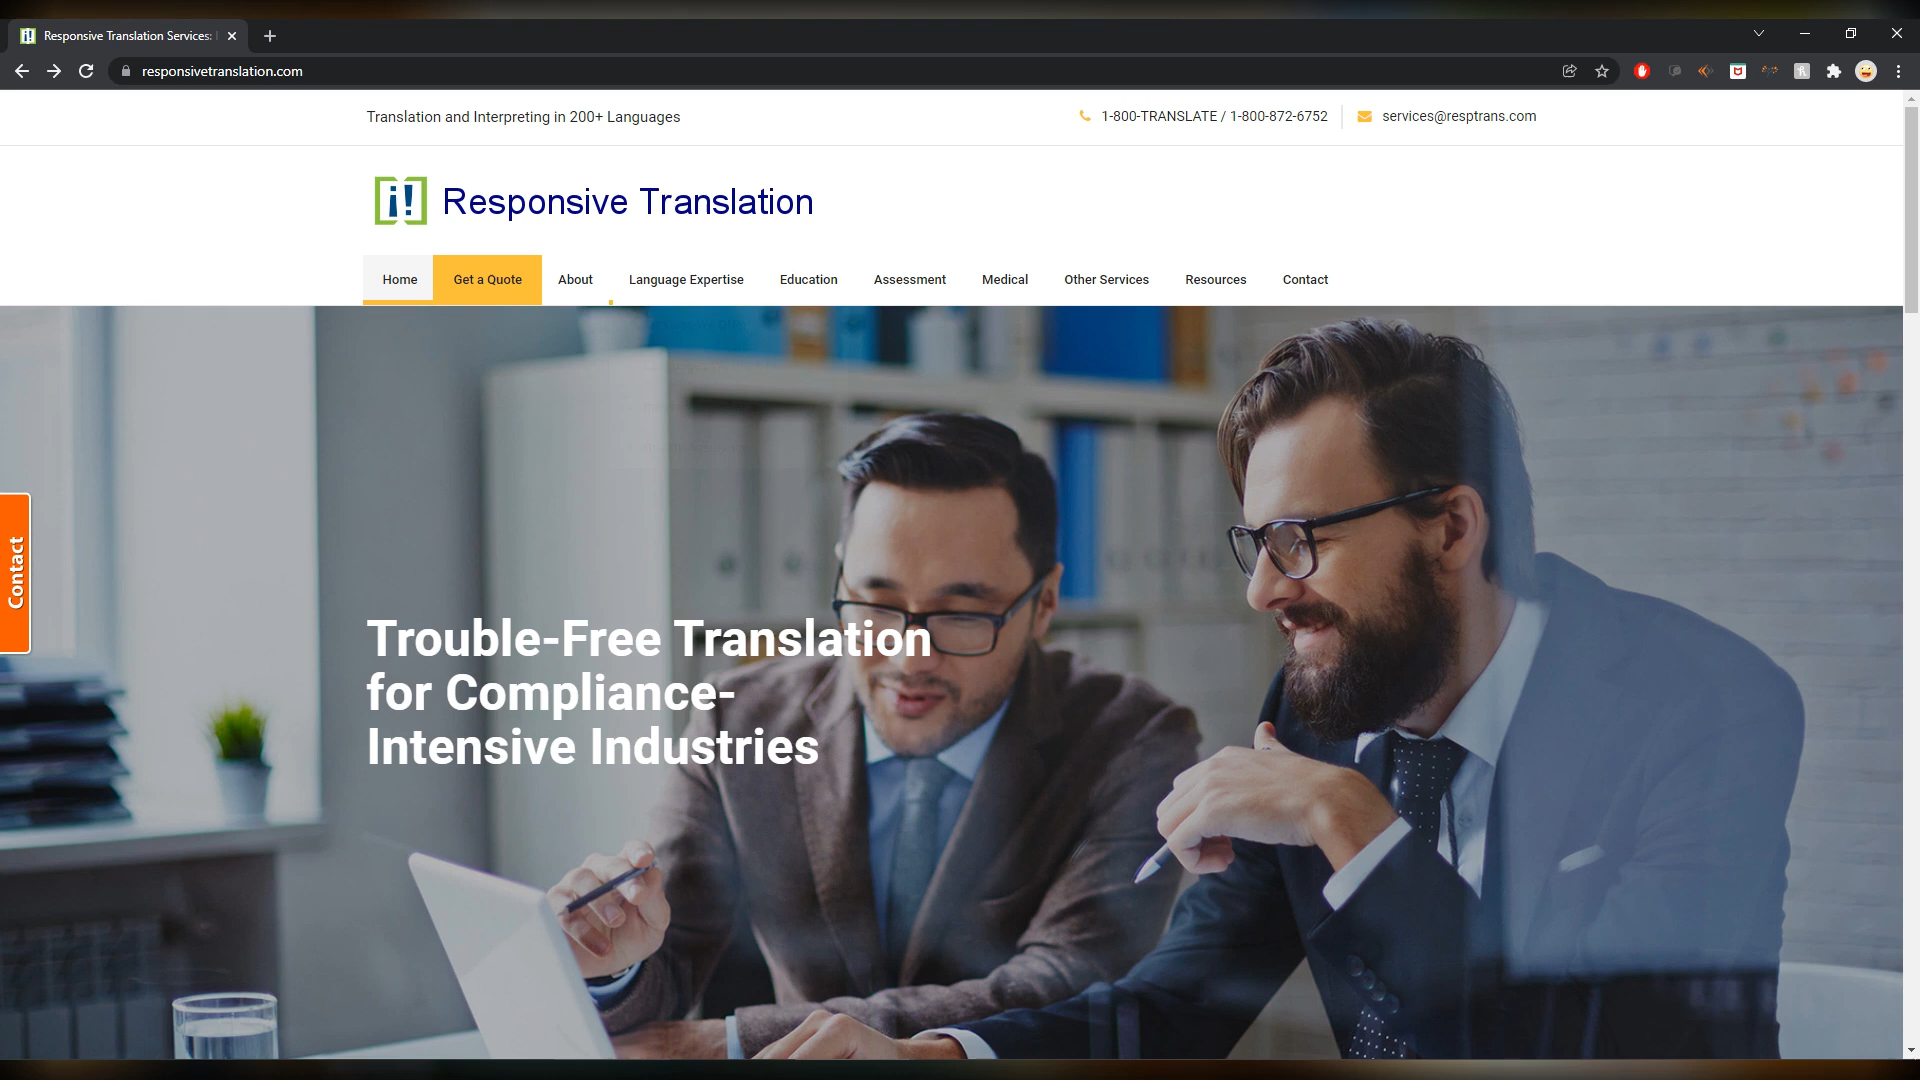 Responsive Translation Services:
responsivetranslation.com
Translation and Interpreting in 200+ Languages
1-800-TRANSLATE / 1-800-872-6752
services@resptrans.com
[i!] Responsive Translation
Home Get a Quote About Language Expertise Education Assessment Medical Other Services Resources Contact
Contact
Trouble-Free Translation
for Compliance-
Intensive Industries